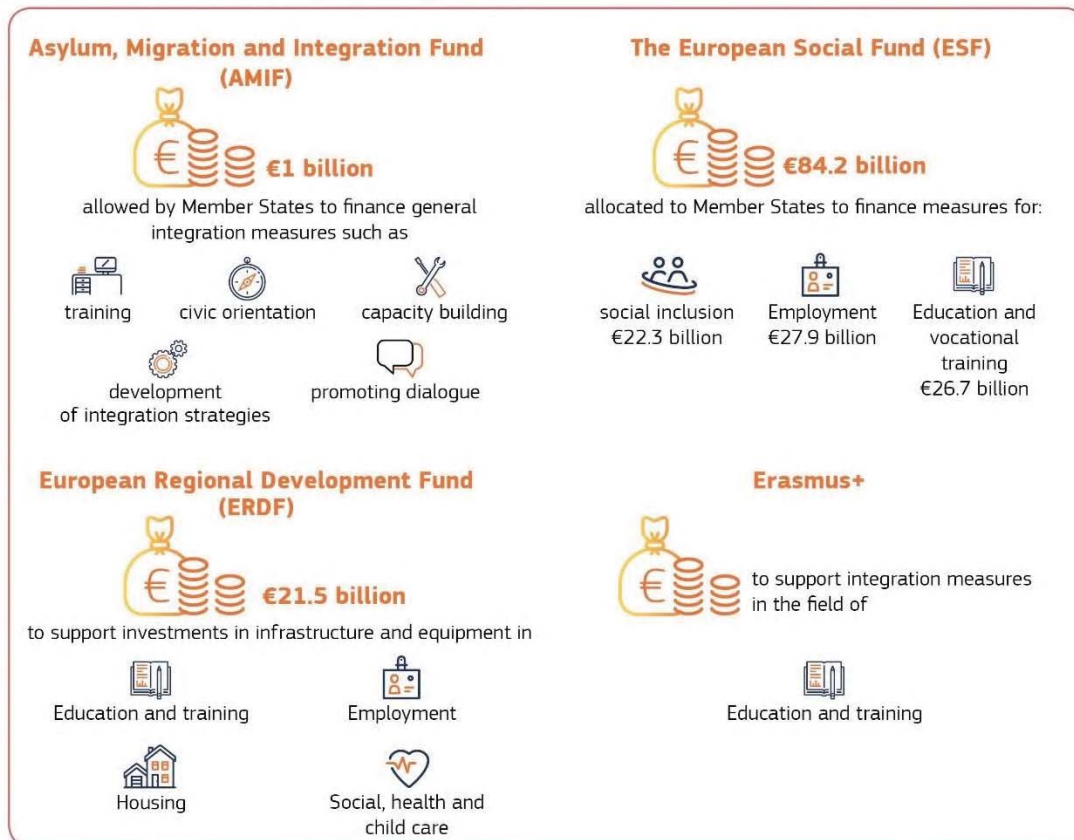 Asylum, Migration and Integration Fund
(AMIF)
€
€1 billion
allowed by Member States to finance general
integration measures such as
training
civic orientation
capacity building
development
of integration strategies
promoting dialogue
The European Social Fund (ESF)
€
€84.2 billion
allocated to Member States to finance measures for:
social inclusion
€22.3 billion
Employment
€27.9 billion
Education and
vocational
training
€26.7 billion
European Regional Development Fund
(ERDF)
€
€21.5 billion
to support investments in infrastructure and equipment in
Education and training
Employment
Housing
Social, health and
child care
Erasmus+
€
to support integration measures
in the field of
Education and training